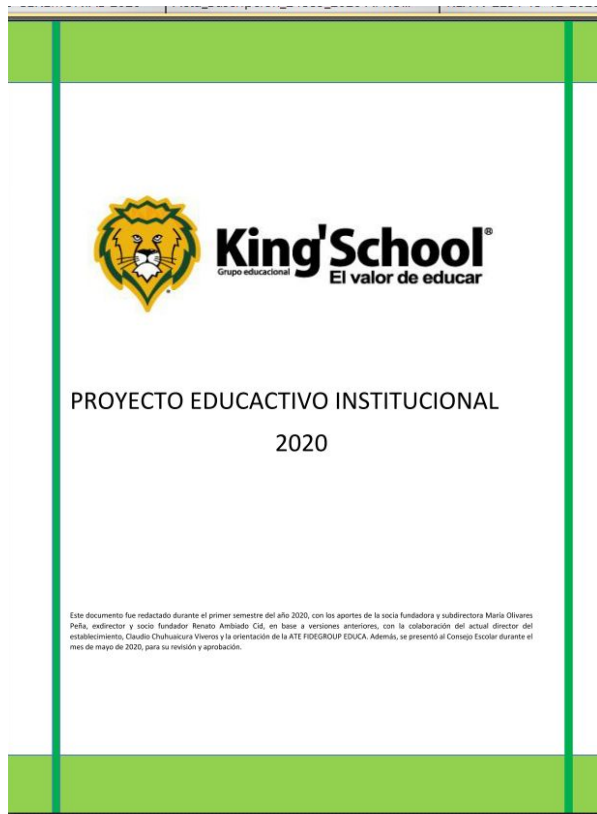 King'School®
Grupo educacional
El valor de educar
PROYECTO EDUCACTIVO INSTITUCIONAL
2020
Este documento fue redactado durante el primer semestre del año 2020, con los aportes de la socia fundadora y subdirectora María Olivares
Peña, exdirector y socio fundador Renato Ambiado Cid, en base a versiones anteriores, con la colaboración del actual director del
establecimiento, Claudio Chuhuaicura Viveros y la orientación de la ATE FIDEGROUP EDUCA. Además, se presentó al Consejo Escolar durante el
mes de mayo de 2020, para su revisión y aprobación.